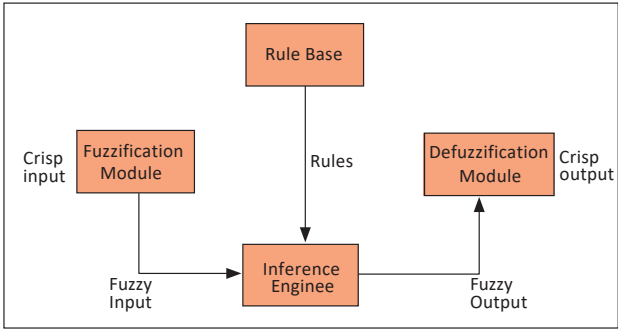 Rule Base
Crisp
input
Fuzzification
Module
Rules
Defuzzification
Module
Crisp
output
Fuzzy
Input
Inference
Enginee
Fuzzy
Output